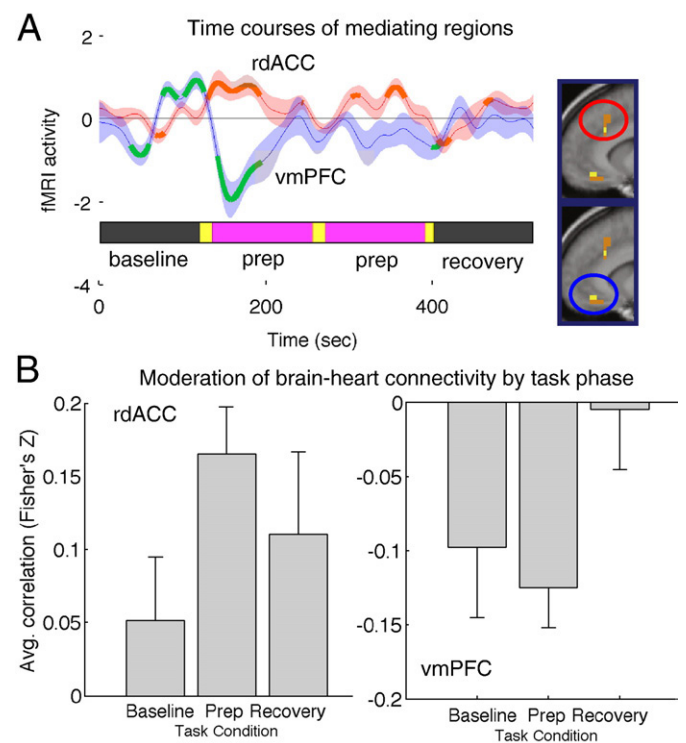 A
Time courses of mediating regions
2
rdACC
0
fMRI activity
-2
vmPFC
baseline prep prep recovery
-4
0 200 400
Time (sec)
B
Moderation of brain-heart connectivity by task phase
0.2
rdACC
0.15
0.1
0.05
0
Avg. correlation (Fisher's Z)
Baseline Prep Recovery
Task Condition
0
-0.05
-0.1
-0.15
vmPFC
-0.2
Baseline Prep Recovery
Task Condition